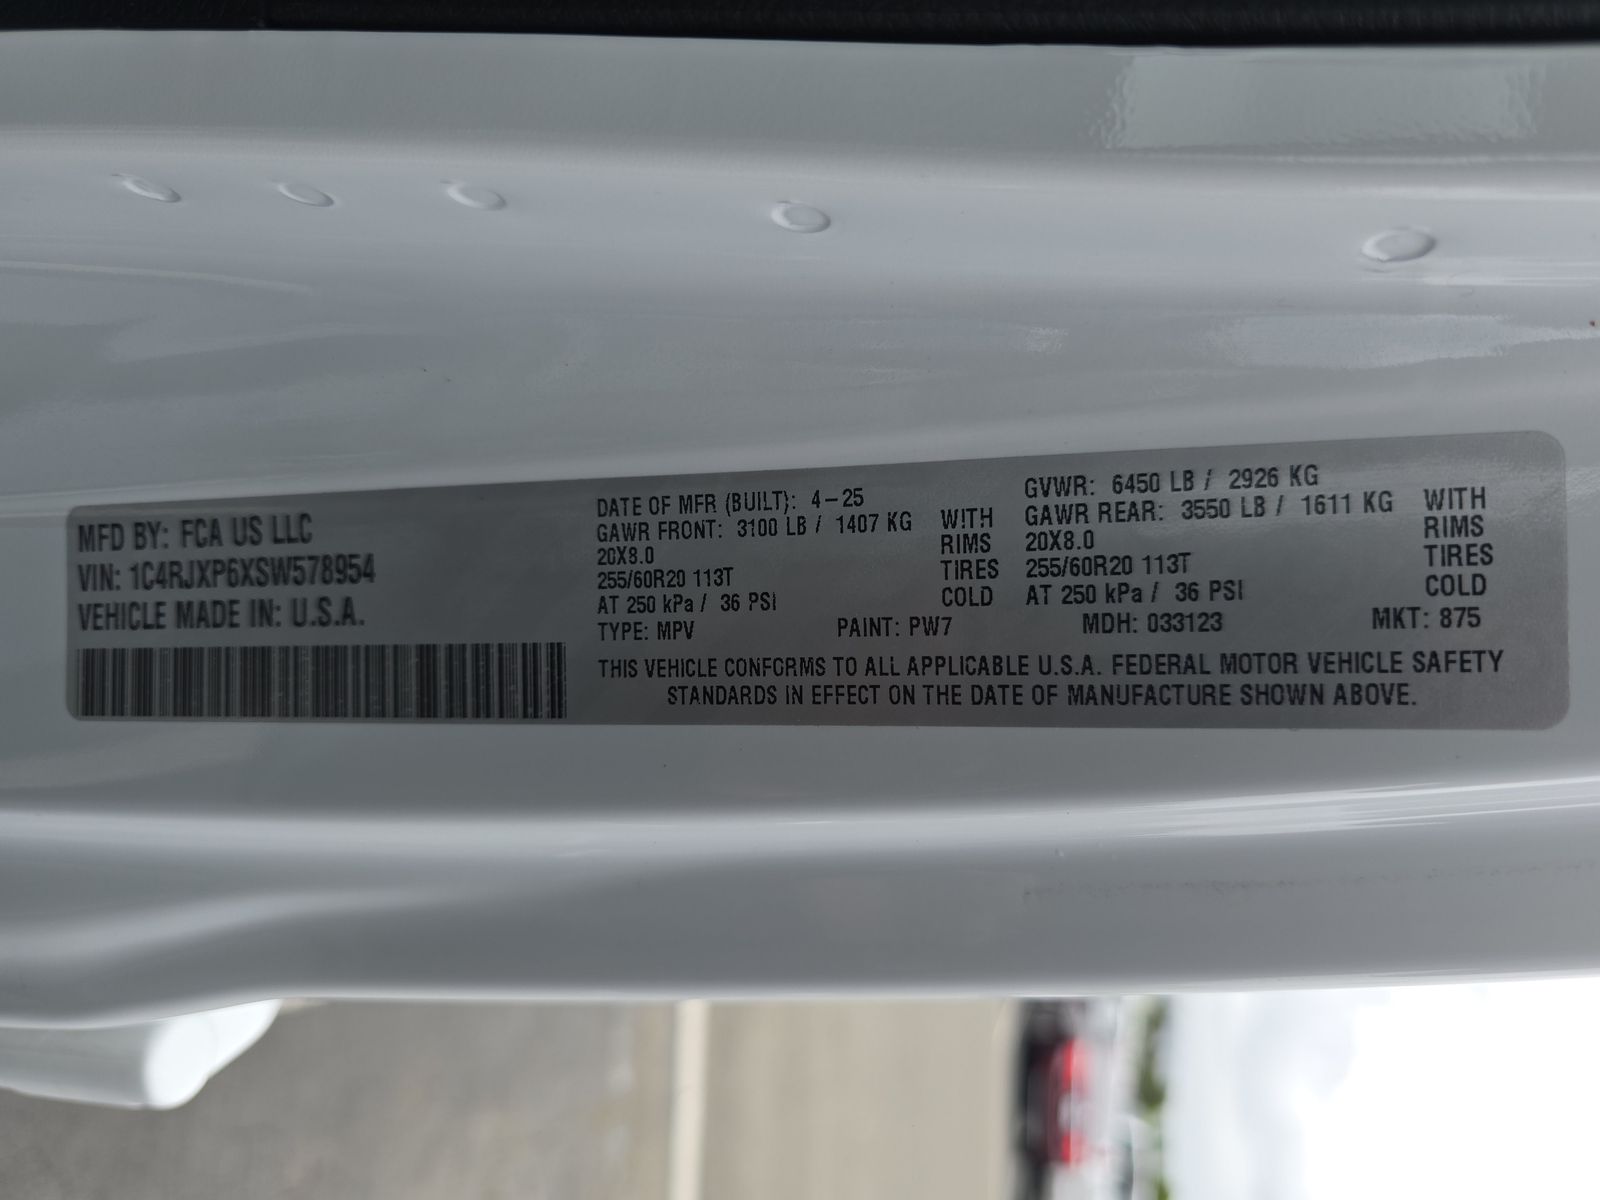 MFD BY: FCA US LLC
VIN: 1C4RJXP6XSW578954
VEHICLE MADE IN: U.S.A.
DATE OF MFR (BUILT): 4-25
GAWR FRONT: 3100 LB / 1407 KG WITH
20X8.0 RIMS
255/60R20 113T TIRES
AT 250 kPa / 36 PSI COLD
GVWR: 6450 LB / 2926 KG
GAWR REAR: 3550 LB / 1611 KG WITH
20X8.0 RIMS
255/60R20 113T TIRES
AT 250 kPa / 36 PSI COLD
TYPE: MPV PAINT: PW7 MDH: 033123 MKT: 875
THIS VEHICLE CONFORMS TO ALL APPLICABLE U.S.A. FEDERAL MOTOR VEHICLE SAFETY
STANDARDS IN EFFECT ON THE DATE OF MANUFACTURE SHOWN ABOVE.